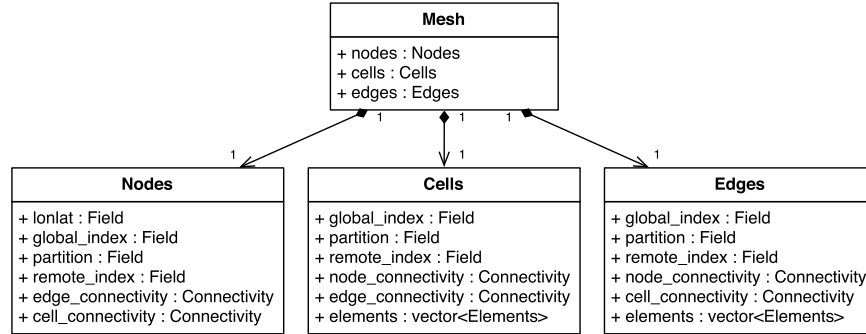 Mesh
+ nodes : Nodes
+ cells : Cells
+ edges : Edges
1
1
1
1
1
1
Nodes
+ lonlat : Field
+ global_index : Field
+ partition : Field
+ remote_index : Field
+ edge_connectivity : Connectivity
+ cell_connectivity : Connectivity
Cells
+ global_index : Field
+ partition : Field
+ remote_index : Field
+ node_connectivity : Connectivity
+ edge_connectivity : Connectivity
+ elements : vector<Elements>
Edges
+ global_index : Field
+ partition : Field
+ remote_index : Field
+ node_connectivity : Connectivity
+ cell_connectivity : Connectivity
+ elements : vector<Elements>